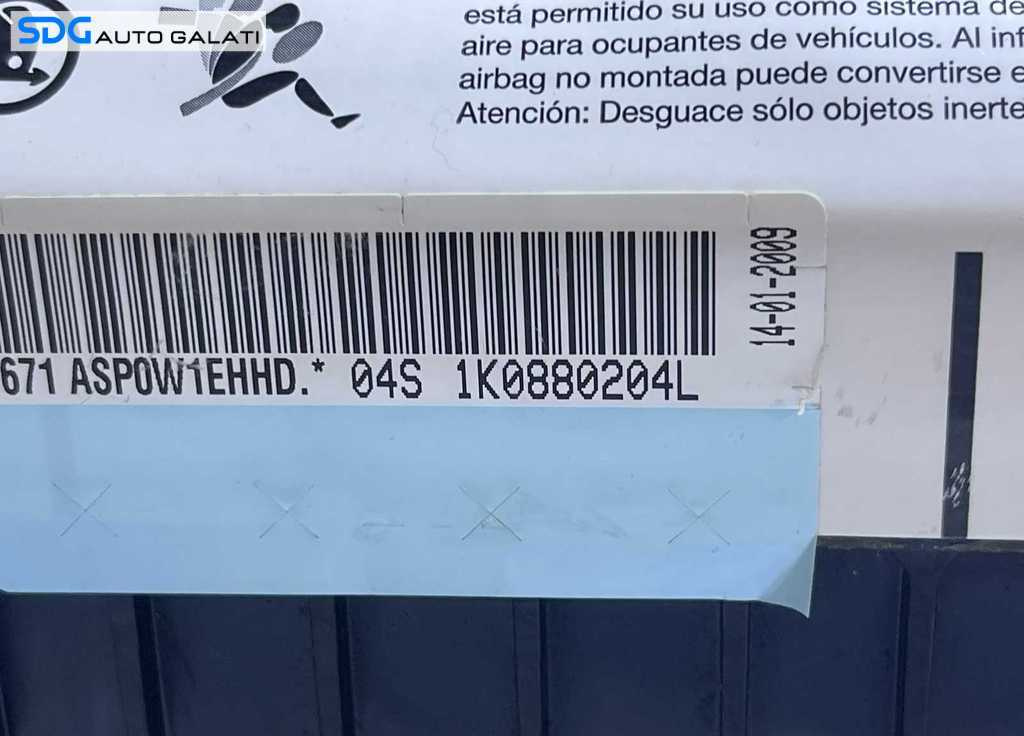 SDG AUTO GALATI
está permitido su uso como sistema de
aire para ocupantes de vehículos. Al inf
airbag no montada puede convertirse e
Atención: Desguace sólo objetos inerte
14-01-2009
671 ASP0W1EHHD.* 04S 1K0880204L